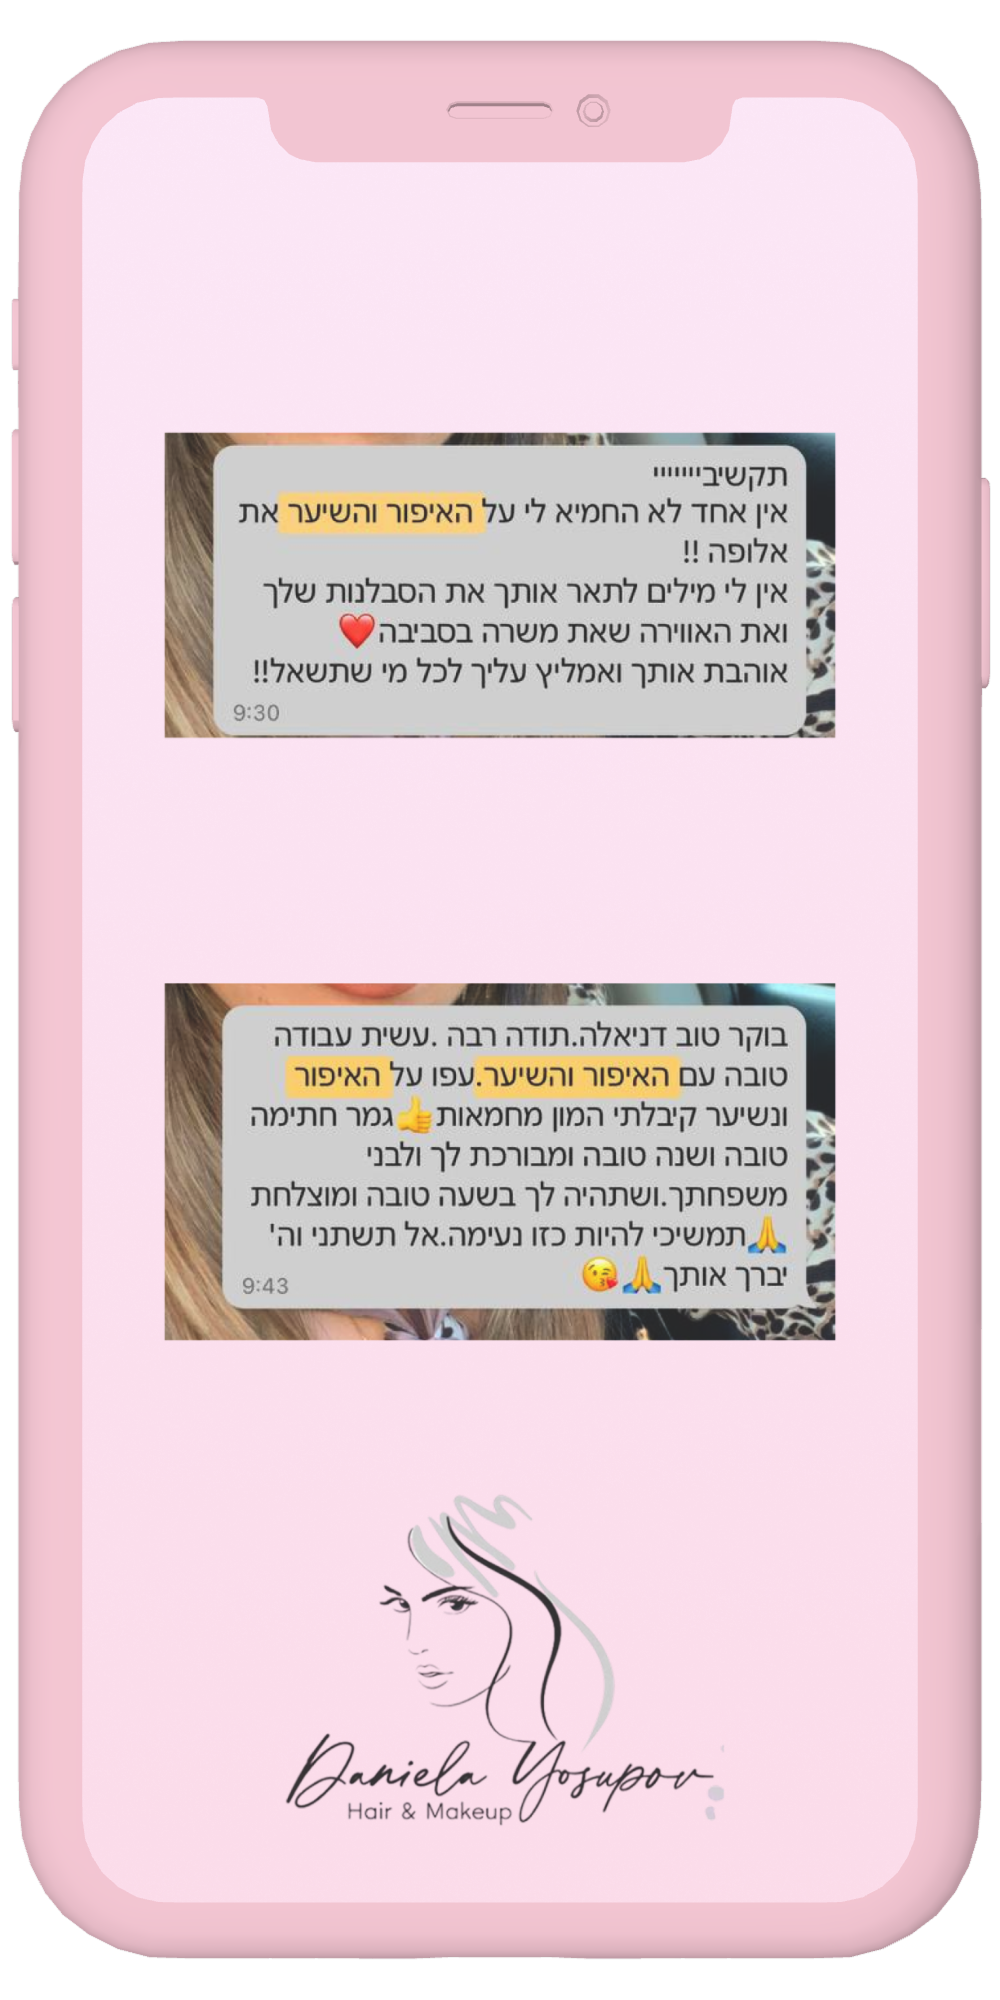 תקשיביייייייי
אין אחד לא החמיא לי על האיפור והשיער את
אלופה !!
אין לי מילים לתאר אותך את הסבלנות שלך
ואת האווירה שאת משרה בסביבה❤️
אוהבת אותך ואמליץ עליך לכל מי שתשאל!!
9:30
בוקר טוב דניאלה.תודה רבה .עשית עבודה
טובה עם האיפור והשיער.עפו על האיפור
ונשיער קיבלתי המון מחמאות👍גמר חתימה
טובה ושנה טובה ומבורכת לך ולבני
משפחתך.ושתהיה לך בשעה טובה ומוצלחת
🙏תמשיכי להיות כזו נעימה.אל תשתני וה'
יברך אותך🙏😘
9:43
Daniela Yosupov
Hair & Makeup